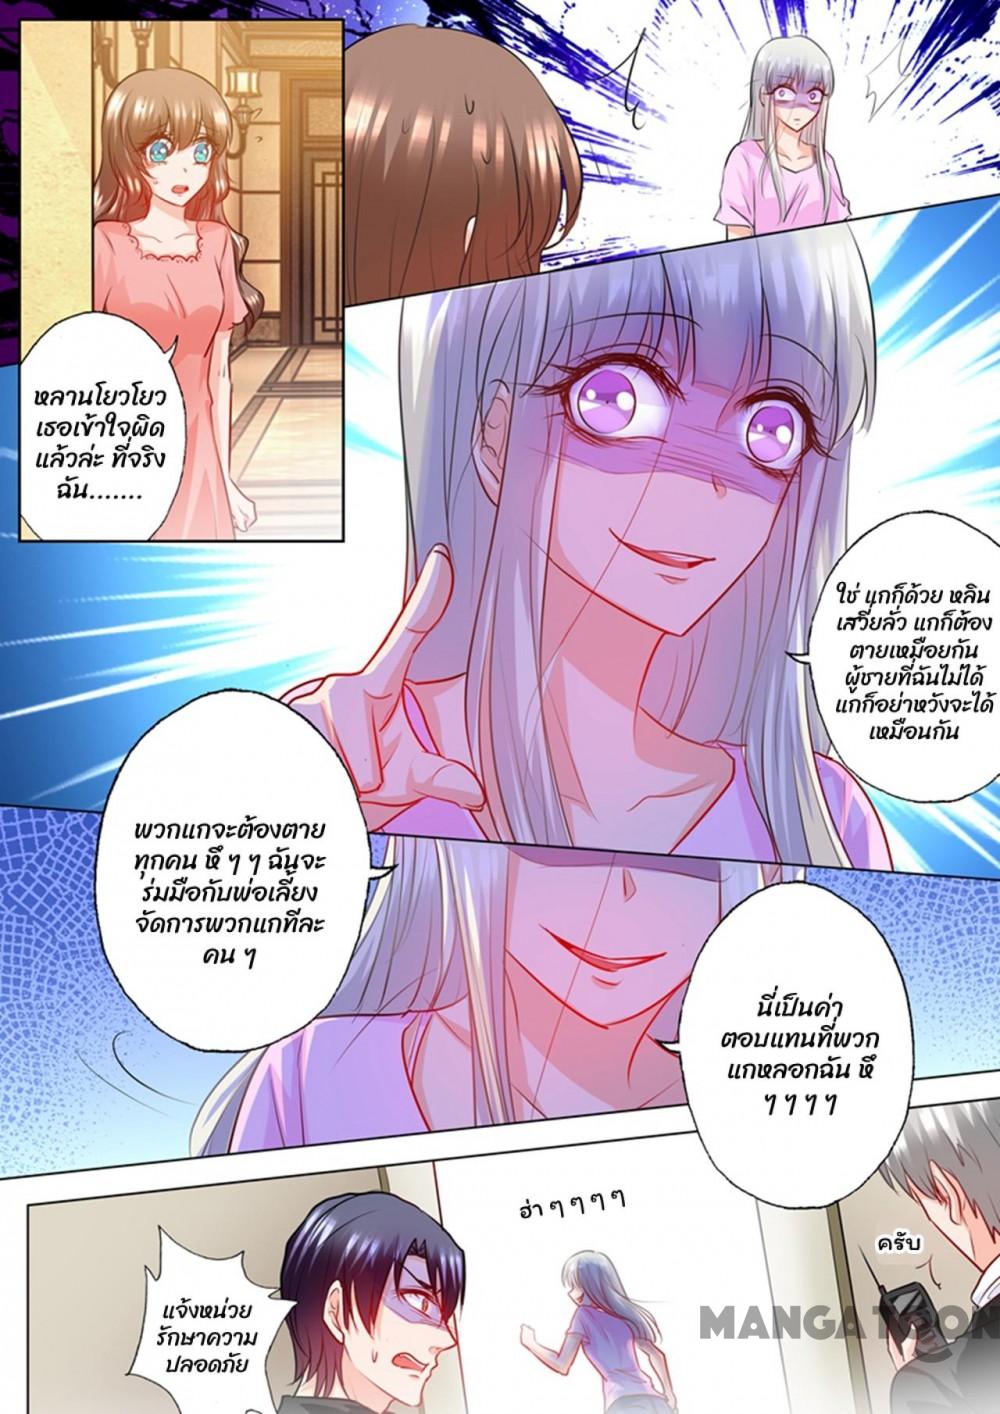 หลานโยวโยว
เธอเข้าใจผิด
แล้วล่ะ ที่จริง
ฉัน.......
ใช่ แกก็ด้วย หลิน
เสวี่ยลั่ว แกก็ต้อง
ตายเหมือยกัน
ผู้ชายที่ฉันไม่ได้
แกก็อย่าหวังจะได้
เหมือนกัน
พวกแกจะต้องตาย
ทุกคน หึ ๆ ๆ ฉันจะ
ร่มมือกับพ่อเลี้ยง
จัดการพวกแกทีละ
คน ๆ
นี่เป็นค่า
ตอบแทนที่พวก
แกหลอกฉัน หึ
ๆ ๆ ๆ ๆ
ฮ่า ๆ ๆ ๆ ๆ
ครับ
แจ้งหน่วย
รักษาความ
ปลอดภัย
MANGATOON